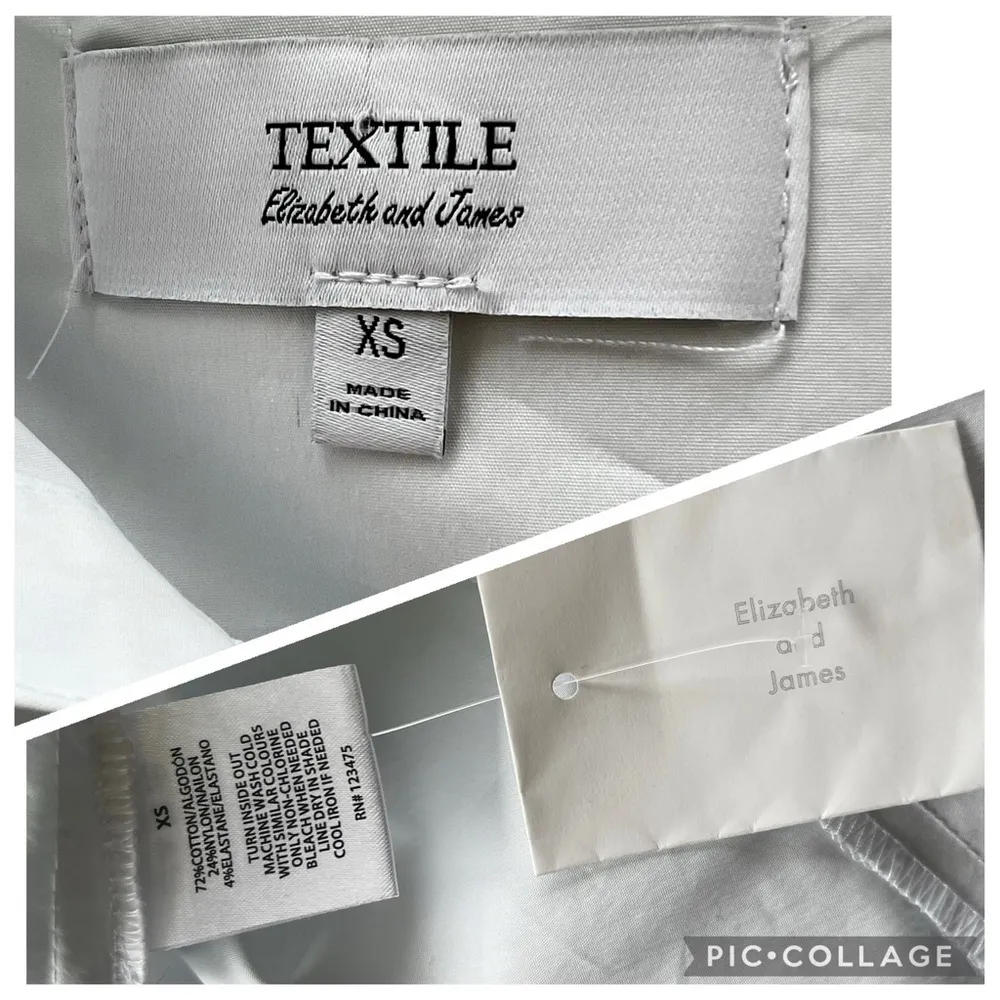 TEXTILE
Elizabeth and James
XS
MADE
IN CHINA
Elizabeth
and
James
XS
72%COTTON/ALGODÓN
24%NYLON/NAILON
4%ELASTANE/ELASTANO
TURN INSIDE OUT
MACHINE WASH COLD
WITH SIMILAR COLOURS
ONLY NON-CHLORINE
BLEACH WHEN NEEDED
LINE DRY IN SHADED
COOL IRON IF NEEDED
RN# 123475
PIC•COLLAGE